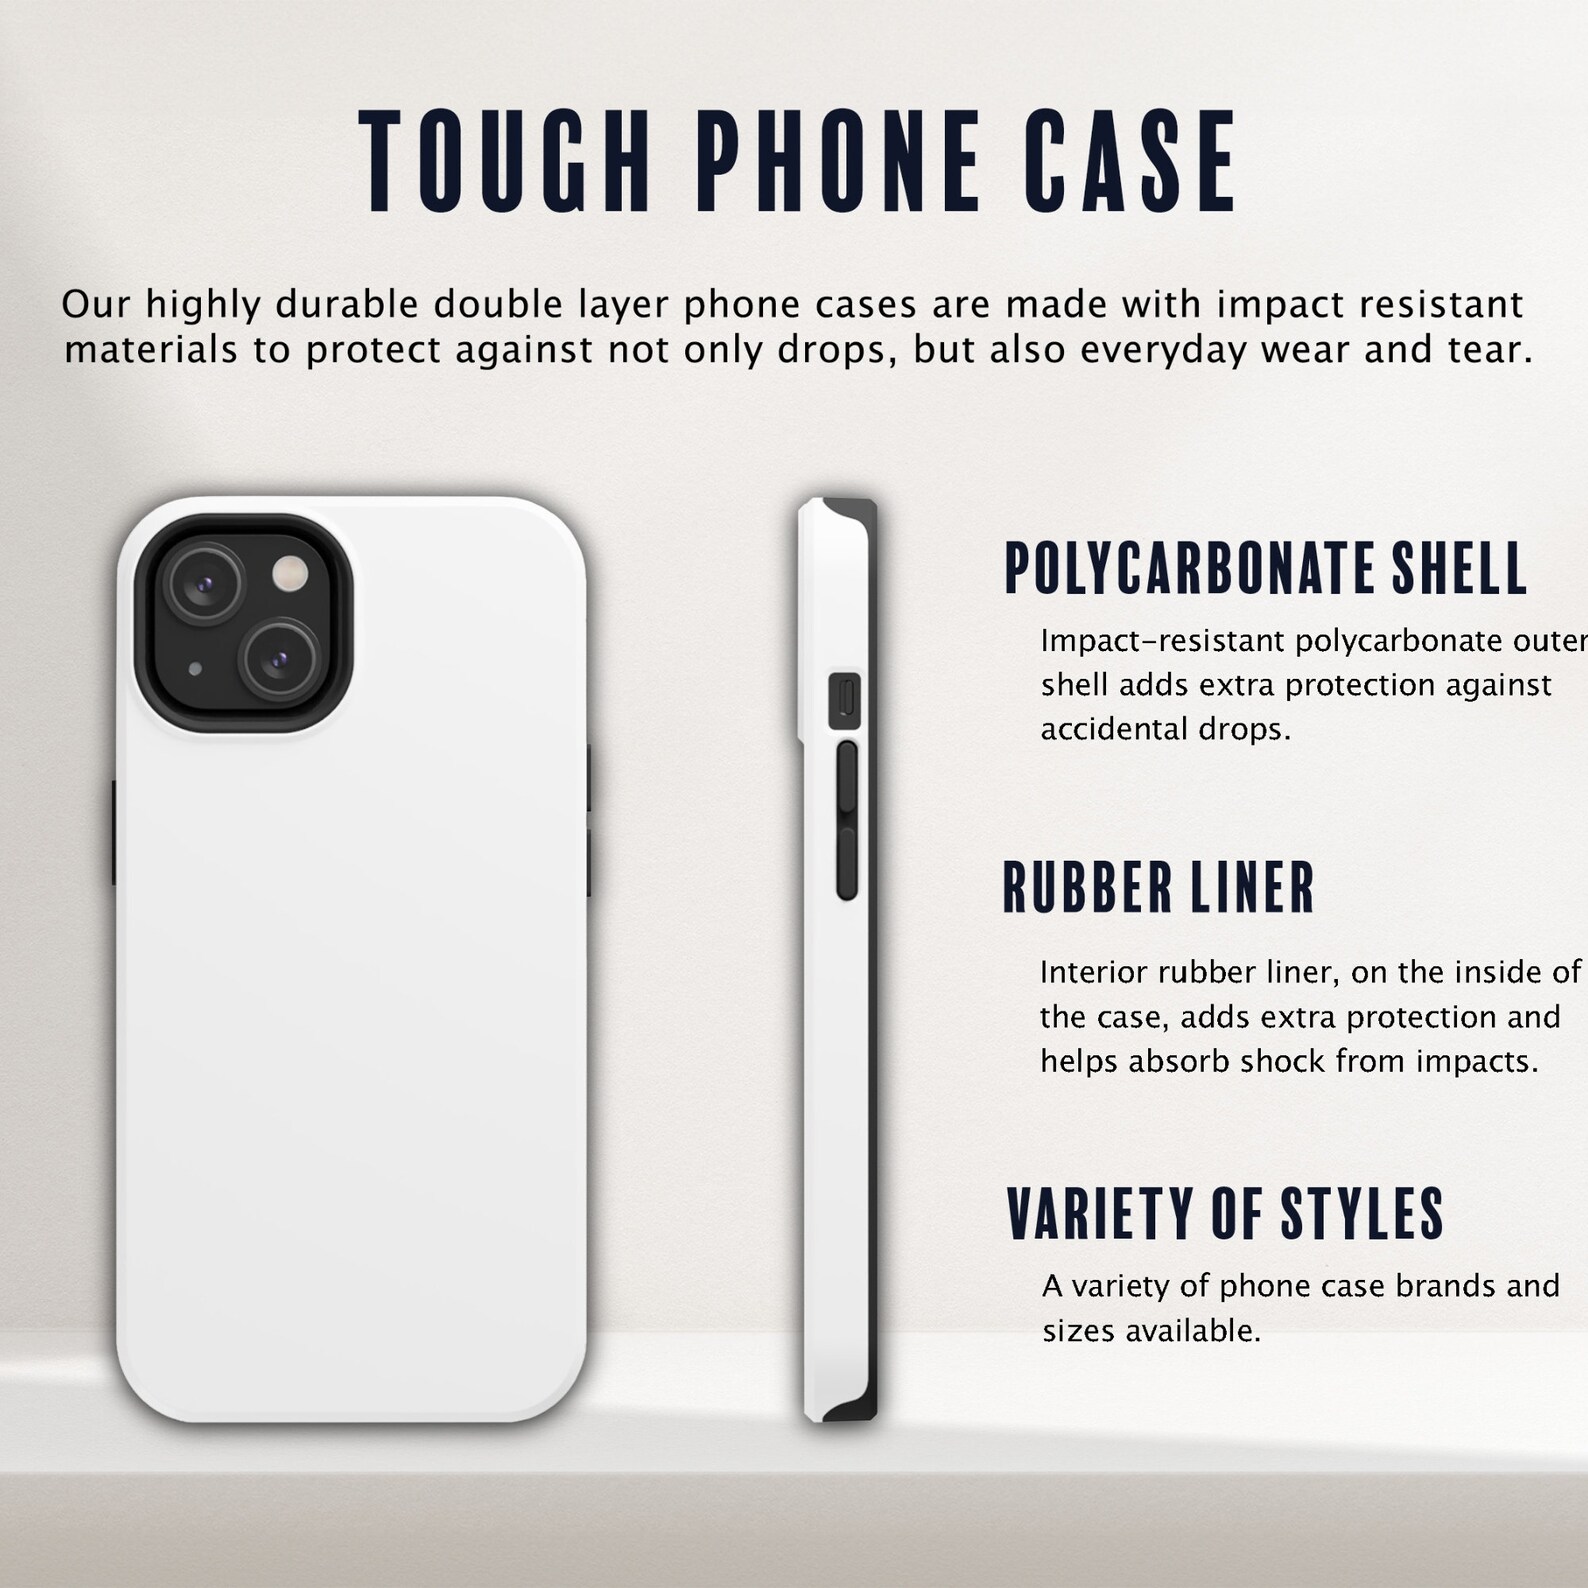 TOUGH PHONE CASE
Our highly durable double layer phone cases are made with impact resistant
materials to protect against not only drops, but also everyday wear and tear.
POLYCARBONATE SHELL
Impact-resistant polycarbonate outer
shell adds extra protection against
accidental drops.
RUBBER LINER
Interior rubber liner, on the inside of
the case, adds extra protection and
helps absorb shock from impacts.
VARIETY OF STYLES
A variety of phone case brands and
sizes available.